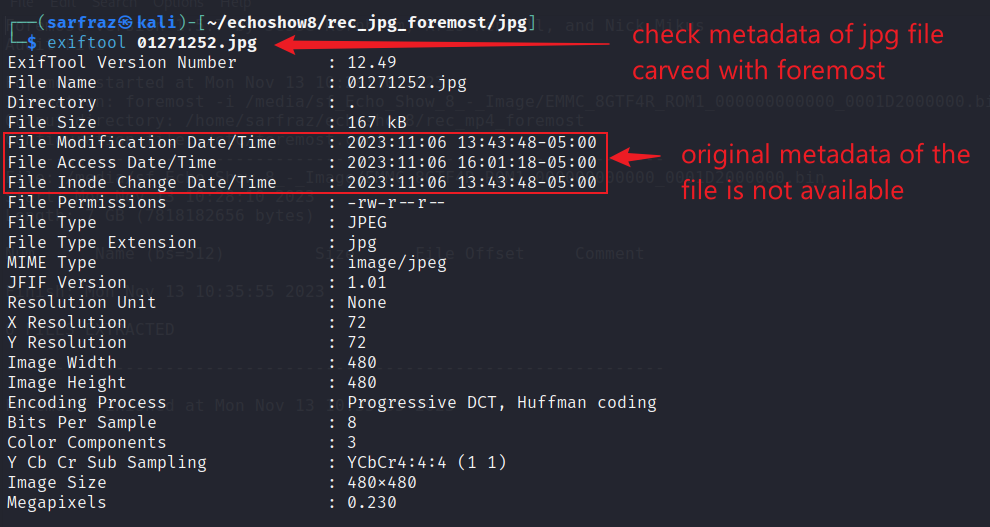 File Search Options
, and Nick Mikus
┌──(sarfraz㉿kali)-[~/echoshow8/rec_jpg_foremost/jpg]
└─$ exiftool 01271252.jpg
check metadata of jpg file
carved with foremost
ExifTool Version Number : 12.49
File Name : 01271252.jpg
Directory : .
File Size : 167 kB
File Modification Date/Time : 2023:11:06 13:43:48-05:00
File Access Date/Time : 2023:11:06 16:01:18-05:00
File Inode Change Date/Time : 2023:11:06 13:43:48-05:00
original metadata of the
file is not available
File Permissions : -rw-r--r--
File Type : JPEG
File Type Extension : jpg
MIME Type : image/jpeg
JFIF Version : 1.01
Resolution Unit : None
X Resolution : 72
Y Resolution : 72
Image Width : 480
Image Height : 480
Encoding Process : Progressive DCT, Huffman coding
Bits Per Sample : 8
Color Components : 3
Y Cb Cr Sub Sampling : YCbCr4:4:4 (1 1)
Image Size : 480x480
Megapixels : 0.230